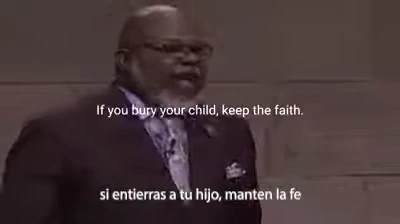 If you bury your child, keep the faith.
si entierras a tu hijo, manten la fe